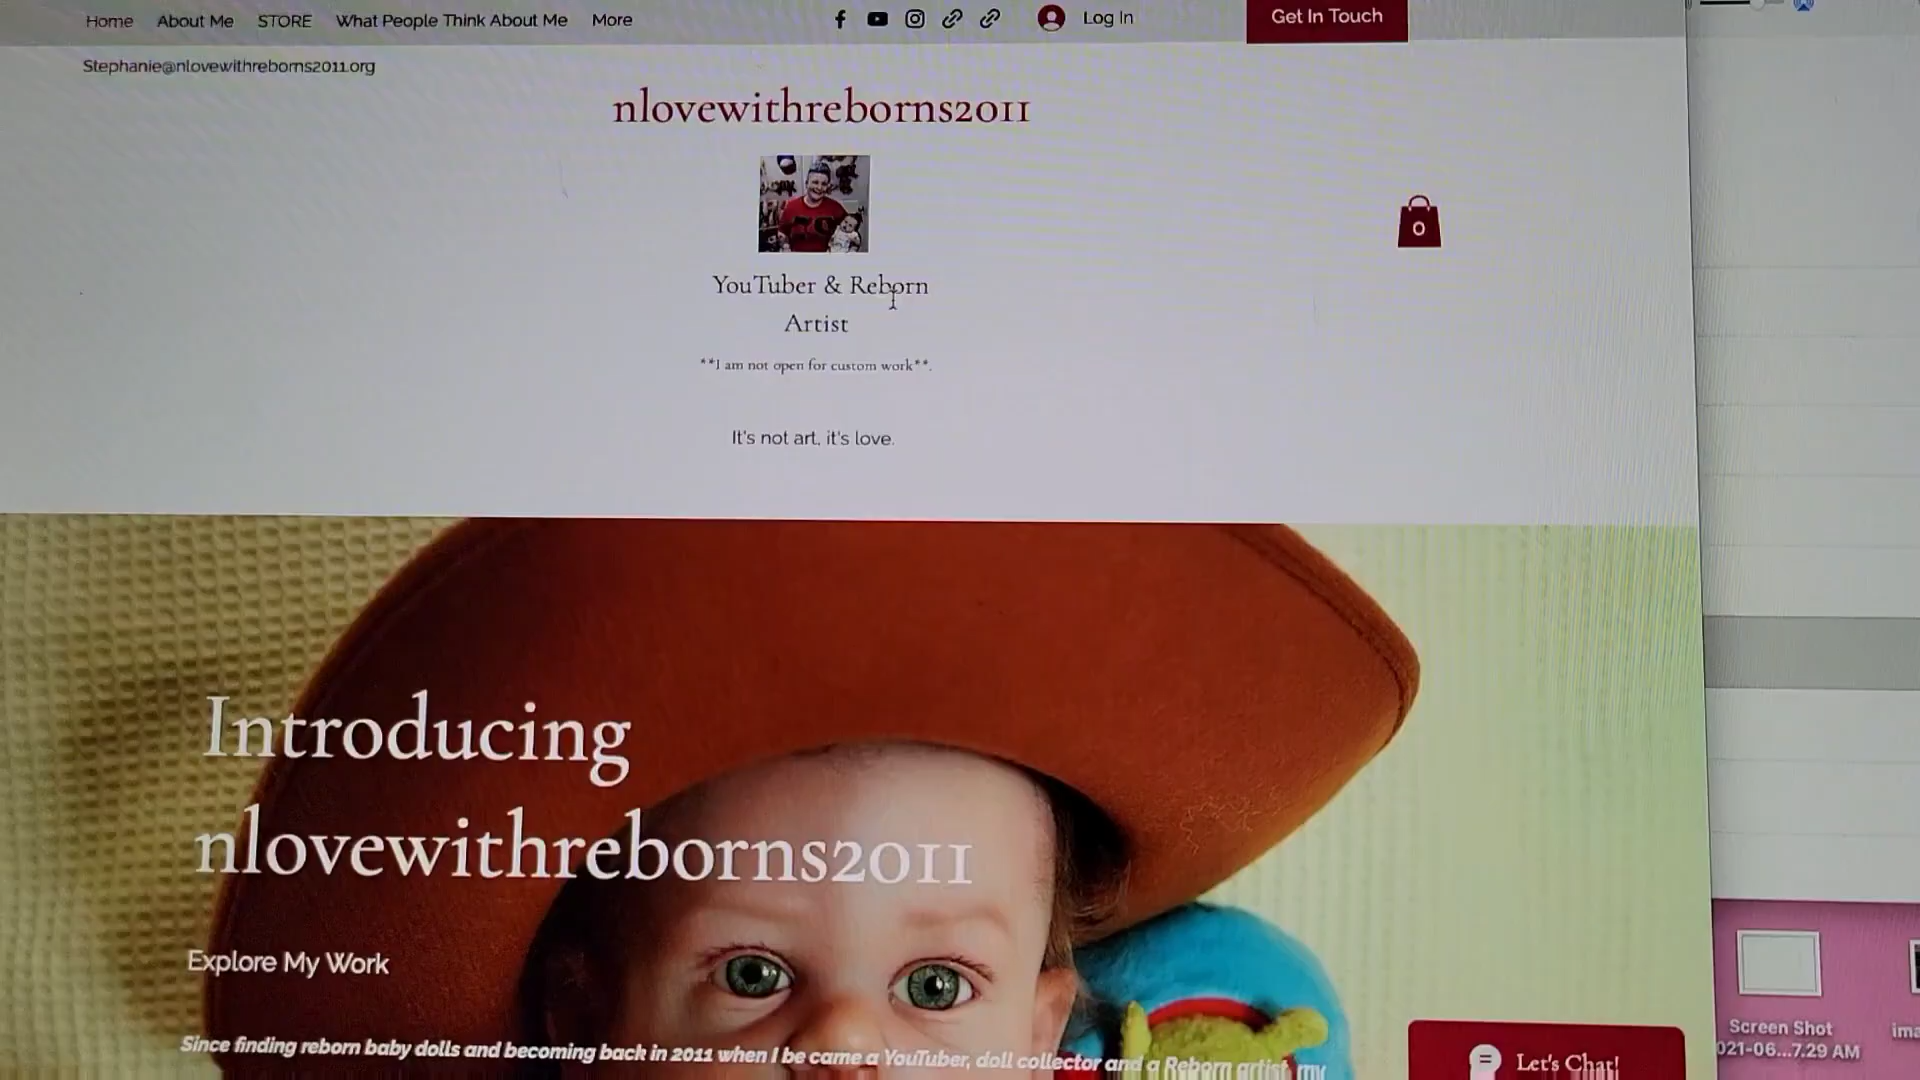 Home About Me STORE What People Think About Me More Log In Get In Touch
Stephanie@nlovewithreborns2011.org
nlovewithreborns2011
0
YouTuber & Reborn
Artist
**I am not open for custom work**.
It's not art, it's love.
Introducing
nlovewithreborns2011
Explore My Work
Since finding reborn baby dolls and becoming back in 2011 when I be came a YouTuber, doll collector and a Reborn artist, my
Let's Chat!
Screen Shot
021-06...7.29 AM
ima